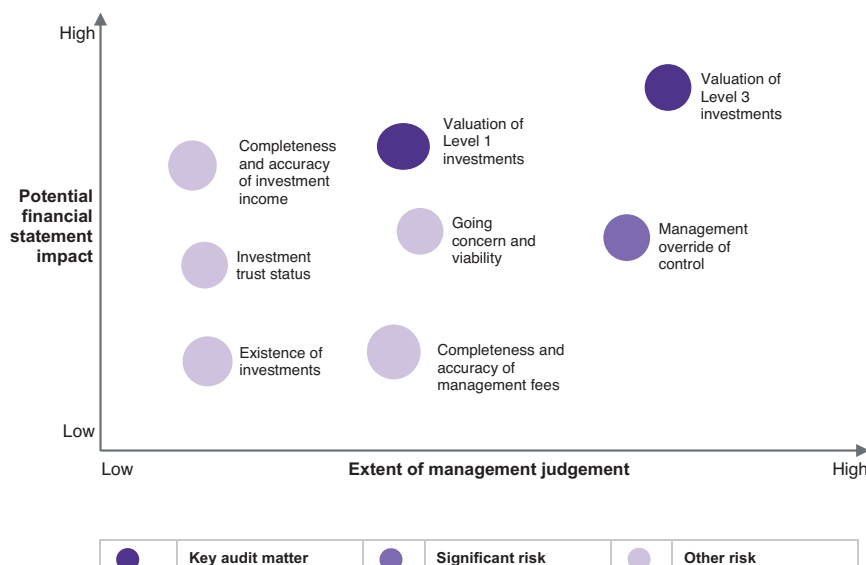 High
Valuation of
Level 3
investments
Valuation of
Level 1
investments
Completeness
and accuracy
of investment
income
Potential
financial
statement
impact
Going
concern and
viability
Management
override of
control
Investment
trust status
Existence of
investments
Completeness and
accuracy of
management fees
Low
Low
Extent of management judgement
High
Key audit matter
Significant risk
Other risk